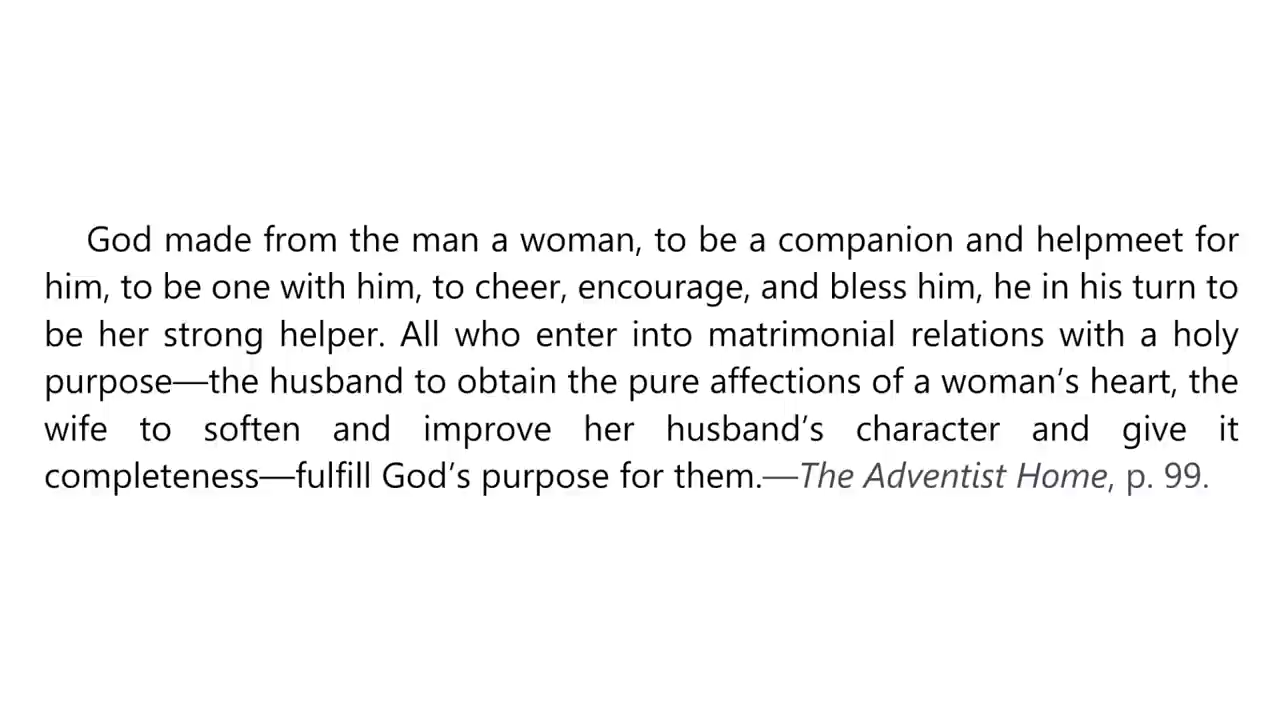 God made from the man a woman, to be a companion and helpmeet for
him, to be one with him, to cheer, encourage, and bless him, he in his turn to
be her strong helper. All who enter into matrimonial relations with a holy
purpose—the husband to obtain the pure affections of a woman’s heart, the
wife to soften and improve her husband’s character and give it
completeness—fulfill God’s purpose for them.—The Adventist Home, p. 99.